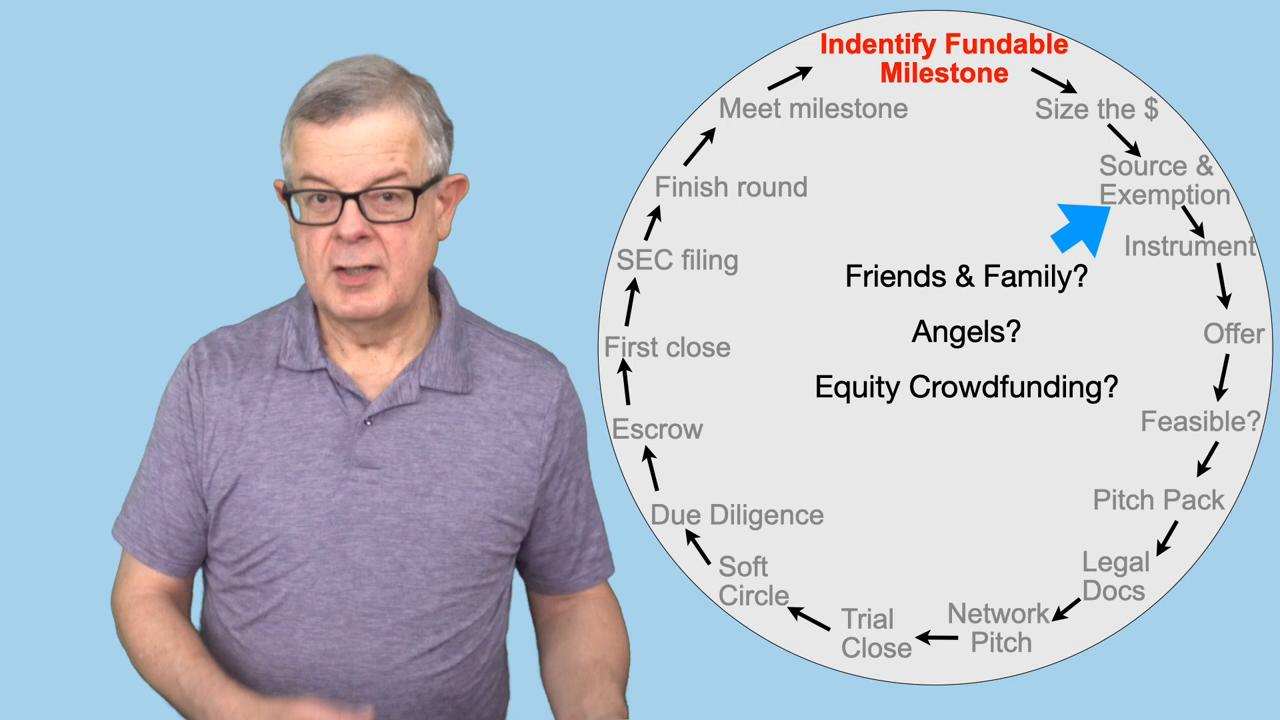 Indentify Fundable
Milestone
Size the $
Source &
Exemption
Instrument
Offer
Feasible?
Pitch Pack
Legal
Docs
Network
Pitch
Trial
Close
Soft
Circle
Due Diligence
Escrow
First close
SEC filing
Finish round
Meet milestone
Friends & Family?
Angels?
Equity Crowdfunding?